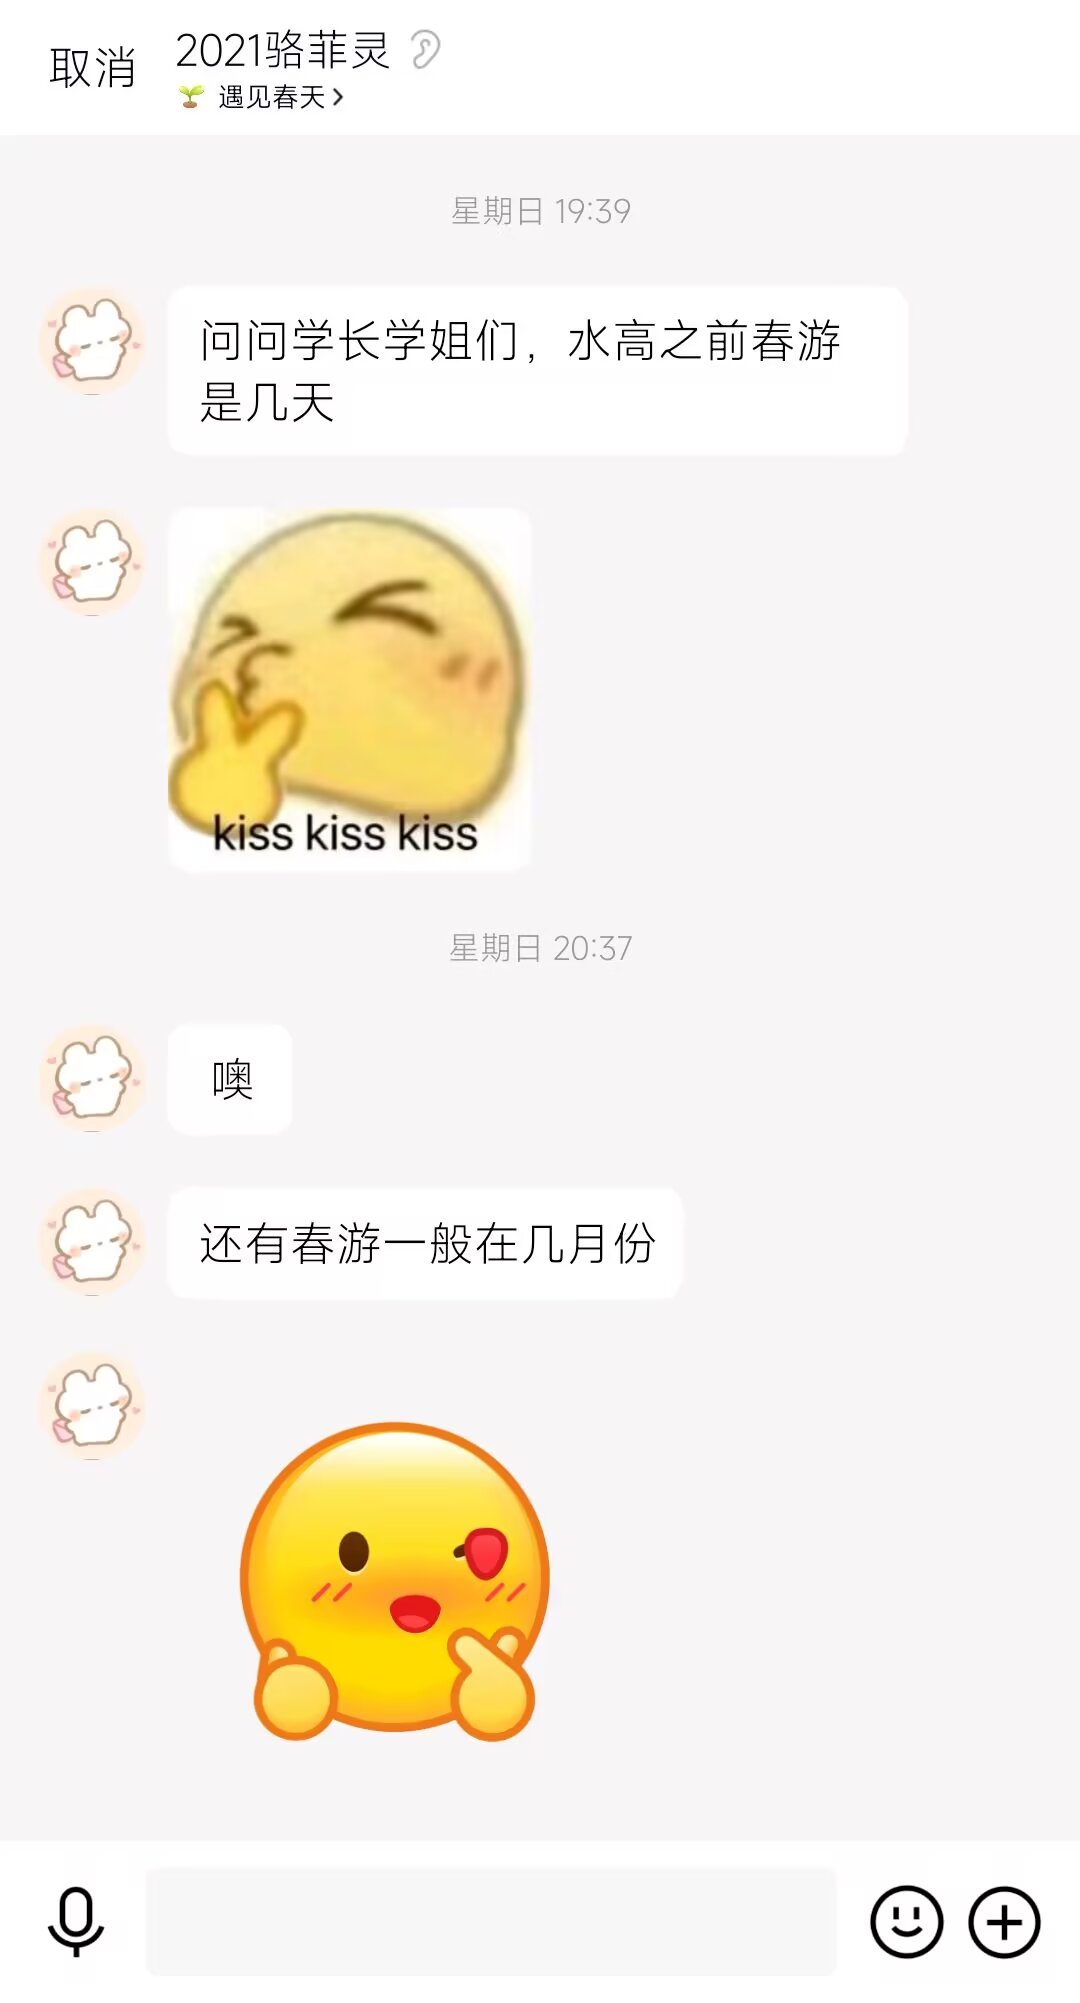 取消
2021骆菲灵
遇见春天
星期日 19:39
问问学长学姐们，水高之前春游
是几天
kiss kiss kiss
星期日 20:37
噢
还有春游一般在几月份